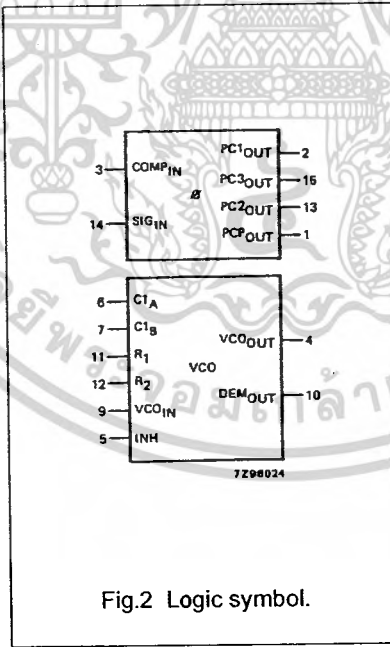 PC1OUT 2
3 COMPIN
PC3OUT 15
Ø
PC2OUT 13
14 SIGIN
PCPOUT 1
6 C1A
7 C1B
VCOOUT 4
11 R1
VCO
12 R2
DEMOUT 10
9 VCOIN
5 INH
7Z96024
Fig.2 Logic symbol.